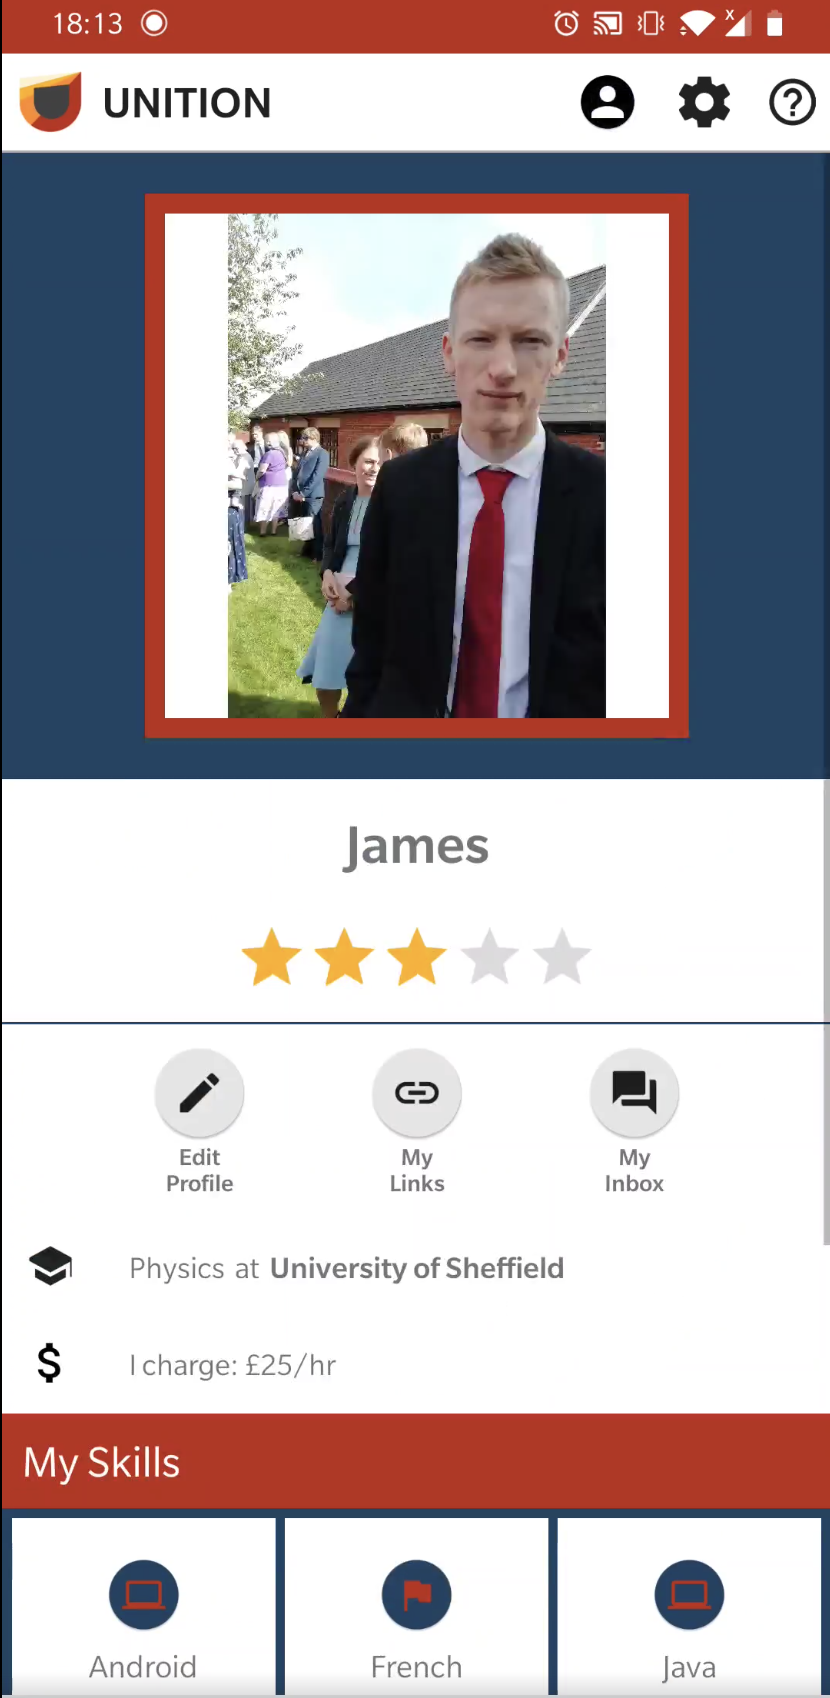 18:13
UNITION
James
Edit
Profile
My
Links
My
Inbox
Physics at University of Sheffield
I charge: £25/hr
My Skills
Android
French
Java